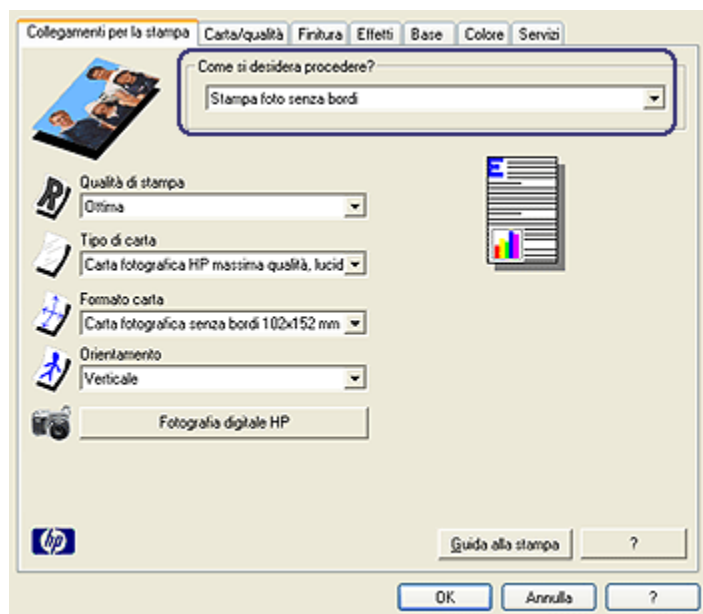 Collegamenti per la stampa Carta/qualità Finitura Effetti Base Colore Servizi
Come si desidera procedere?
Stampa foto senza bordi
Qualità di stampa
Ottima
Tipo di carta
Carta fotografica HP massima qualità, lucid
Formato carta
Carta fotografica senza bordi 102x152 mm
Orientamento
Verticale
Fotografia digitale HP
hp
Guida alla stampa ?
OK Annulla ?